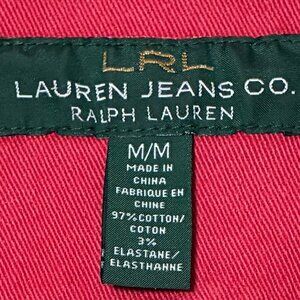 LRL
LAUREN JEANS CO.
RALPH LAUREN
M/M
MADE IN
CHINA
FABRIQUE EN
CHINE
97%COTTON/
COTON
3%
ELASTANE/
ELASTHANNE